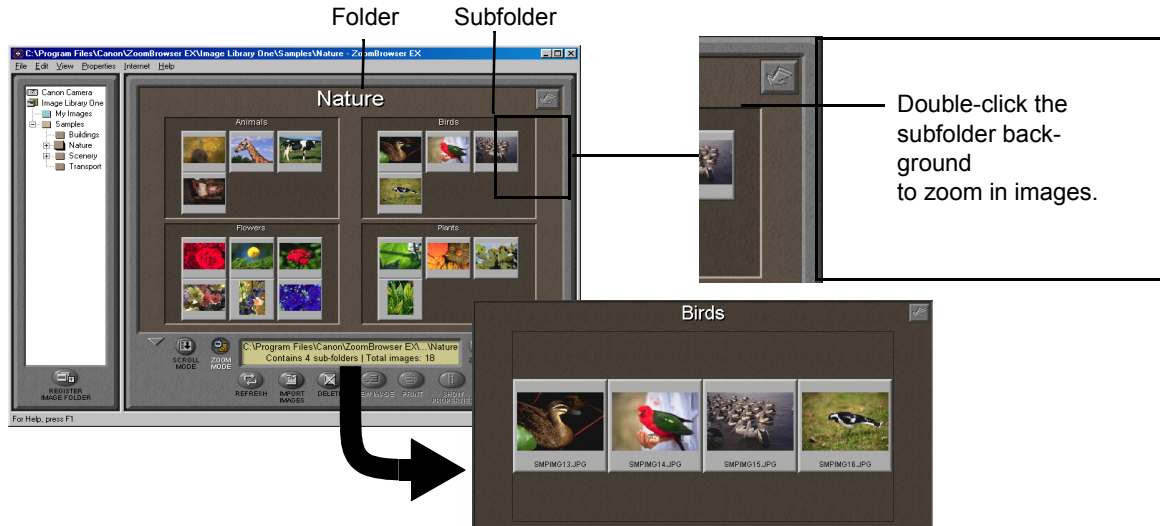 Folder
Subfolder
C:\Program Files\Canon\ZoomBrowser EX\Image Library One\Samples\Nature - ZoomBrowser EX
File Edit View Properties Internet Help
Canon Camera
Image Library One
My Images
Samples
Buildings
Nature
Scenery
Transport
REGISTER
IMAGE FOLDER
For Help, press F1
Nature
Animals
Birds
Flowers
Plants
SCROLL
MODE
ZOOM
MODE
C:\Program Files\Canon\ZoomBrowser EX\...\Nature
Contains 4 sub-folders | Total images: 18
REFRESH
IMPORT
IMAGES
DELETE
IMAGE
PRINT
SHOW
PROPERTIES
Double-click the
subfolder back-
ground
to zoom in images.
Birds
SMPIMG13.JPG
SMPIMG14.JPG
SMPIMG15.JPG
SMPIMG16.JPG